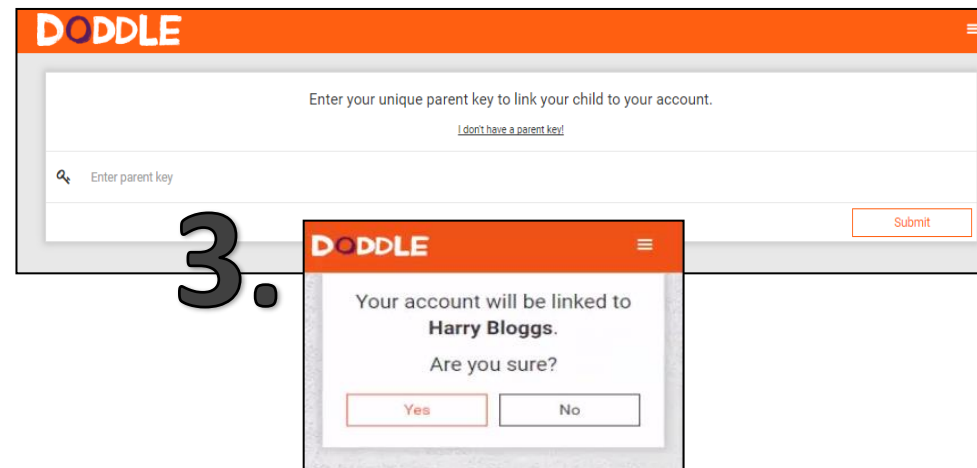 DODDLE
Enter your unique parent key to link your child to your account.
I don't have a parent key!
Enter parent key
Submit
3.
DODDLE
Your account will be linked to
Harry Bloggs.
Are you sure?
Yes
No